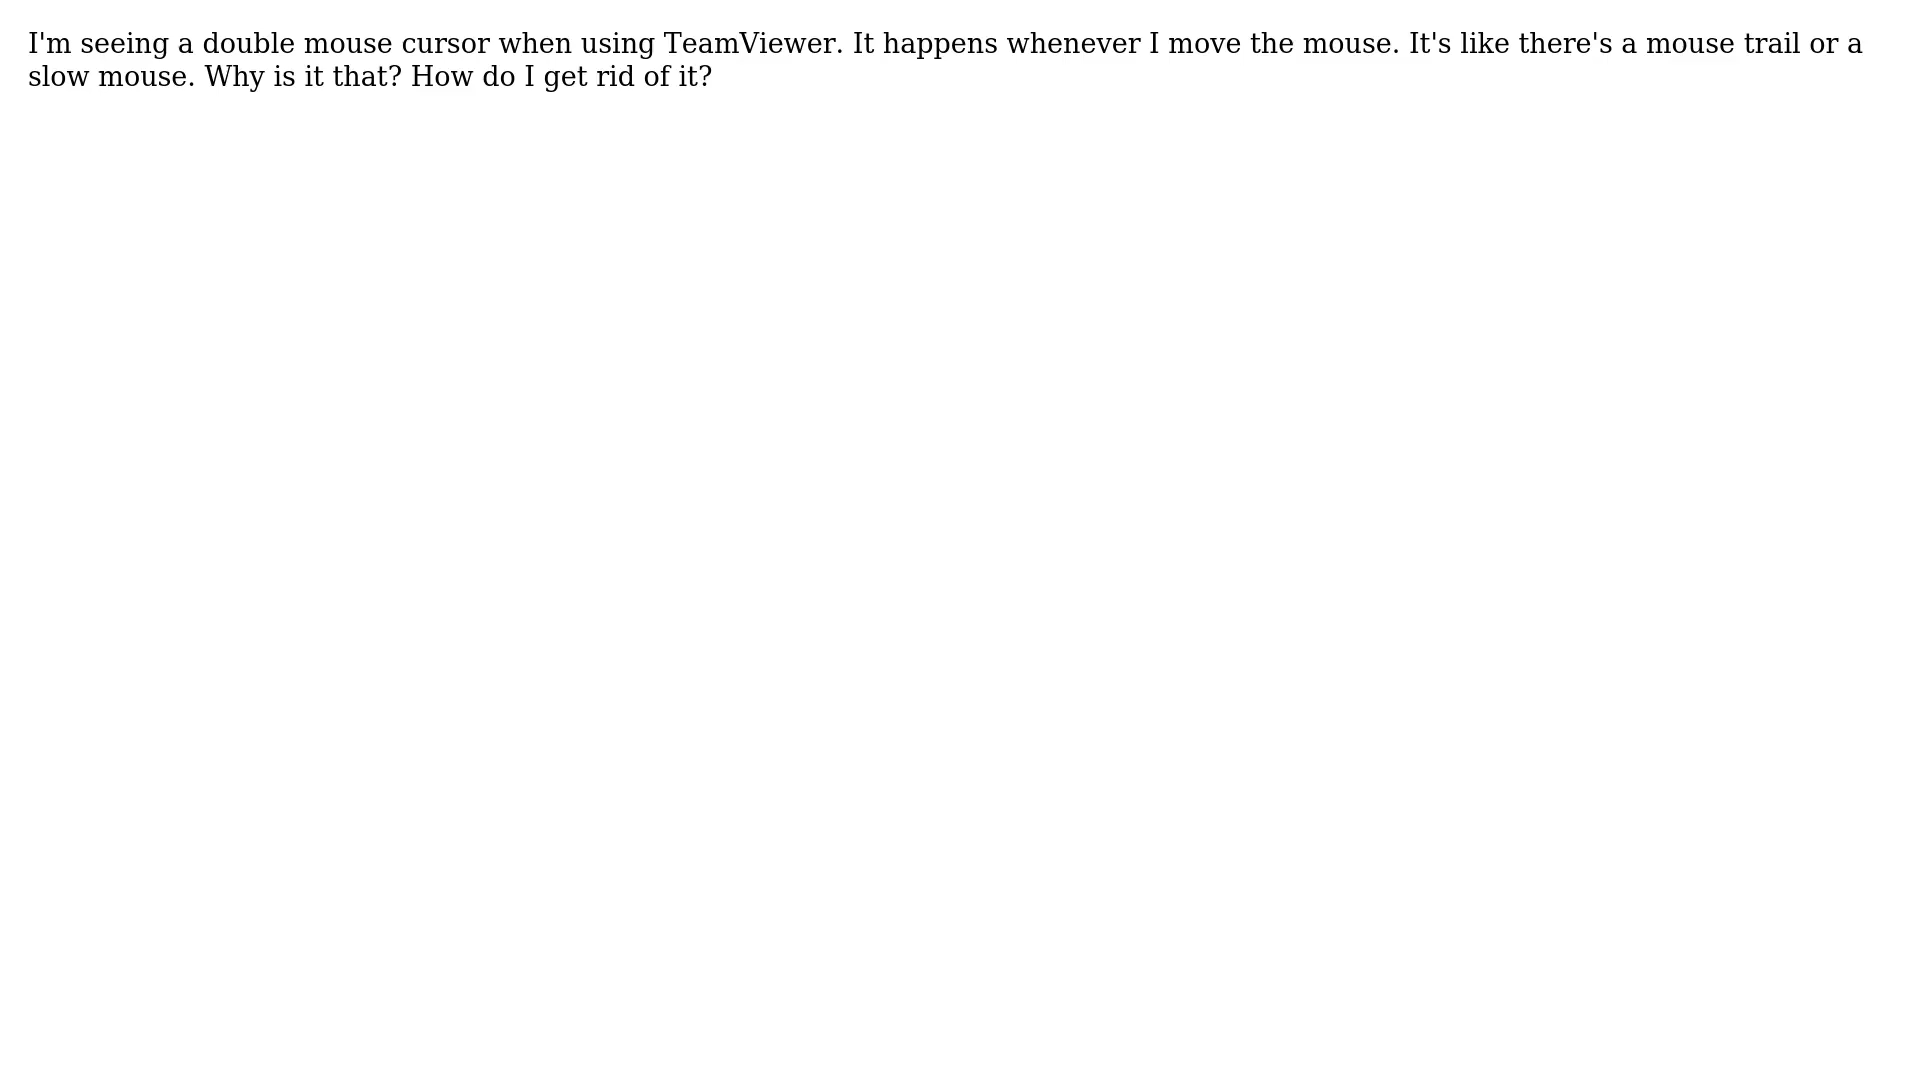 I'm seeing a double mouse cursor when using TeamViewer. It happens whenever I move the mouse. It's like there's a mouse trail or a
slow mouse. Why is it that? How do I get rid of it?